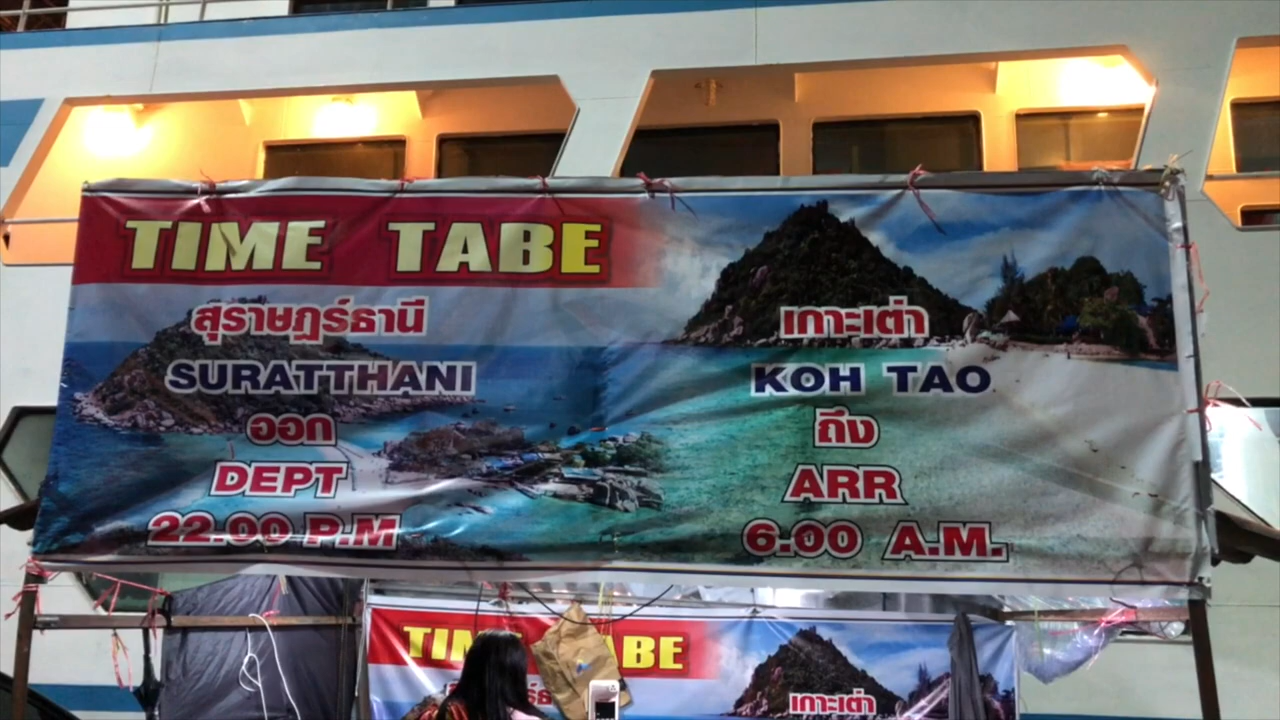 TIME TABE
สุราษฎร์ธานี
SURATTHANI
ออก
DEPT
22.00 P.M
เกาะเต่า
KOH TAO
ถึง
ARR
6.00 A.M.
ABE
เกาะเต่า